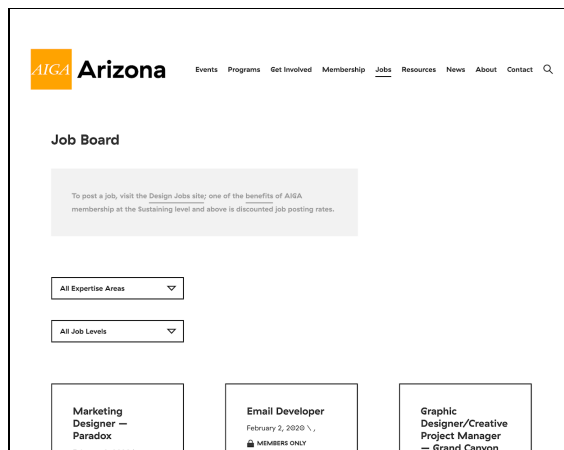 AIGA Arizona
Events Programs Get Involved Membership Jobs Resources News About Contact
Job Board
To post a job, visit the Design Jobs site; one of the benefits of AIGA
membership at the Sustaining level and above is discounted job posting rates.
All Expertise Areas
All Job Levels
Marketing
Designer —
Paradox
Email Developer
February 2, 2020 \ ,
MEMBERS ONLY
Graphic
Designer/Creative
Project Manager
— Grand Canyon